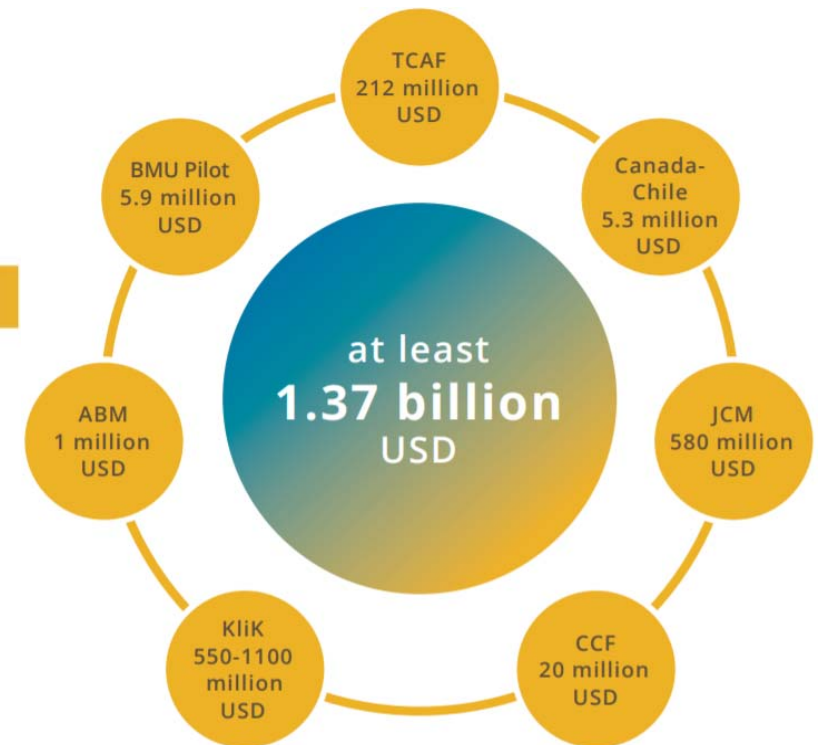 TCAF
212 million
USD
Canada-
Chile
5.3 million
USD
JCM
580 million
USD
CCF
20 million
USD
KliK
550-1100
million
USD
ABM
1 million
USD
BMU Pilot
5.9 million
USD
at least
1.37 billion
USD